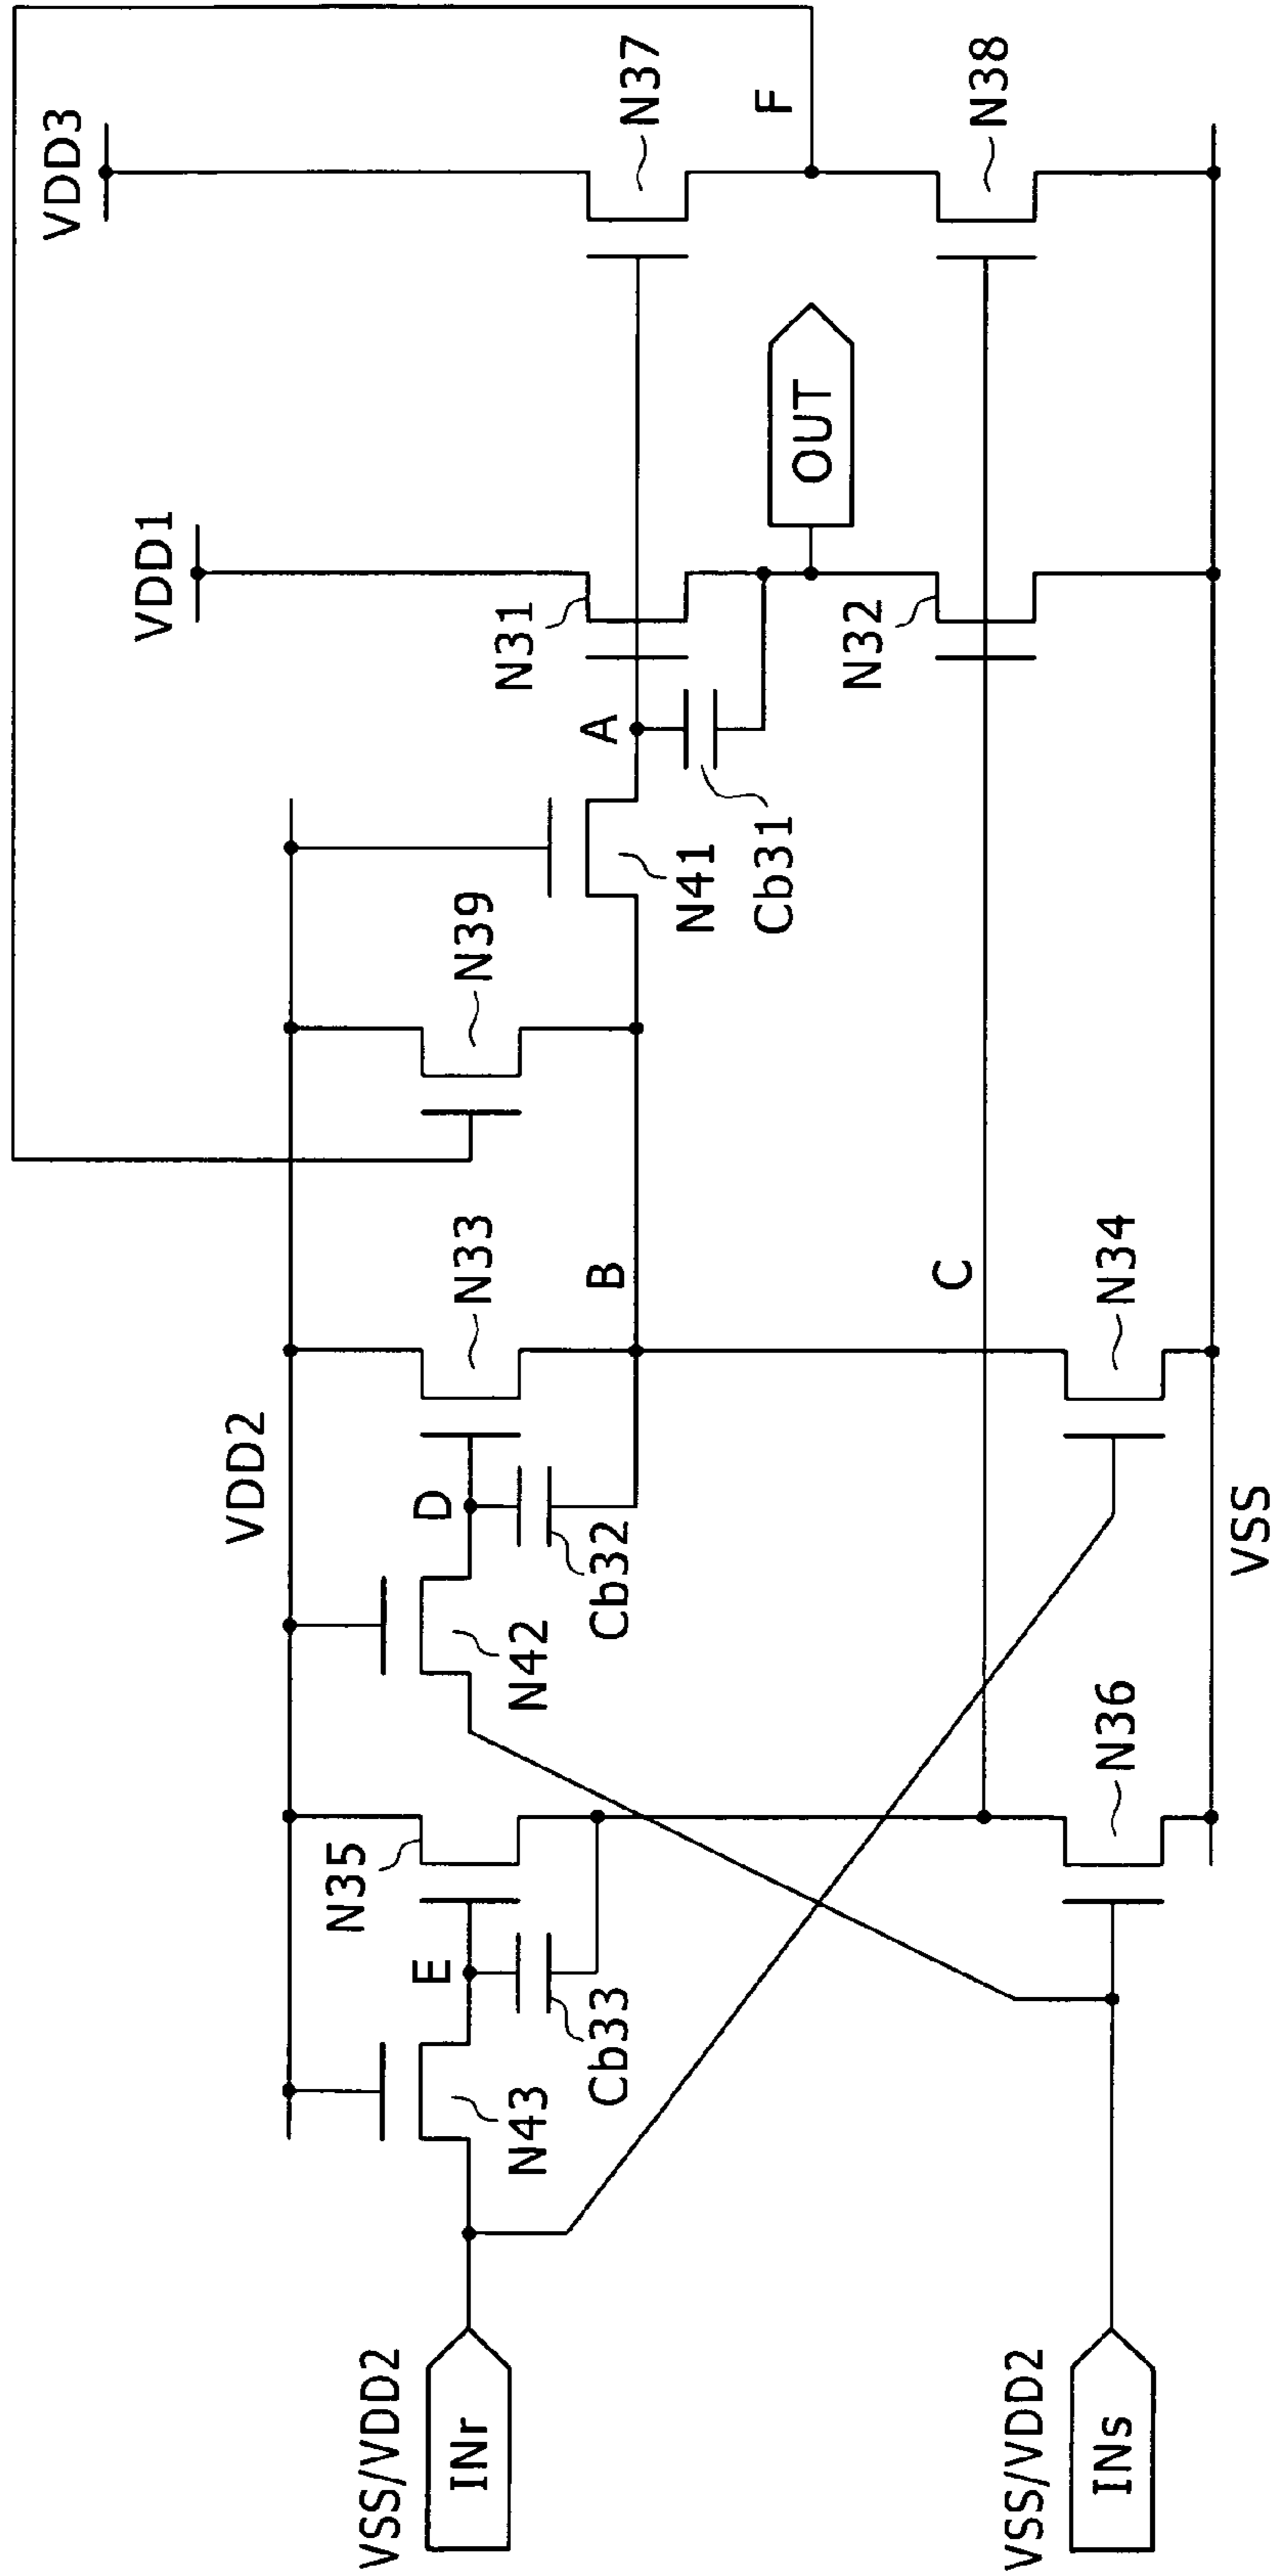 VDD3
VDD1
VDD2
N37
F
N38
N31
OUT
N32
A
Cb31
N41
N39
N33
B
C
N34
D
Cb32
N42
N35
N36
E
Cb33
N43
VSS
VSS/VDD2
INr
VSS/VDD2
INs